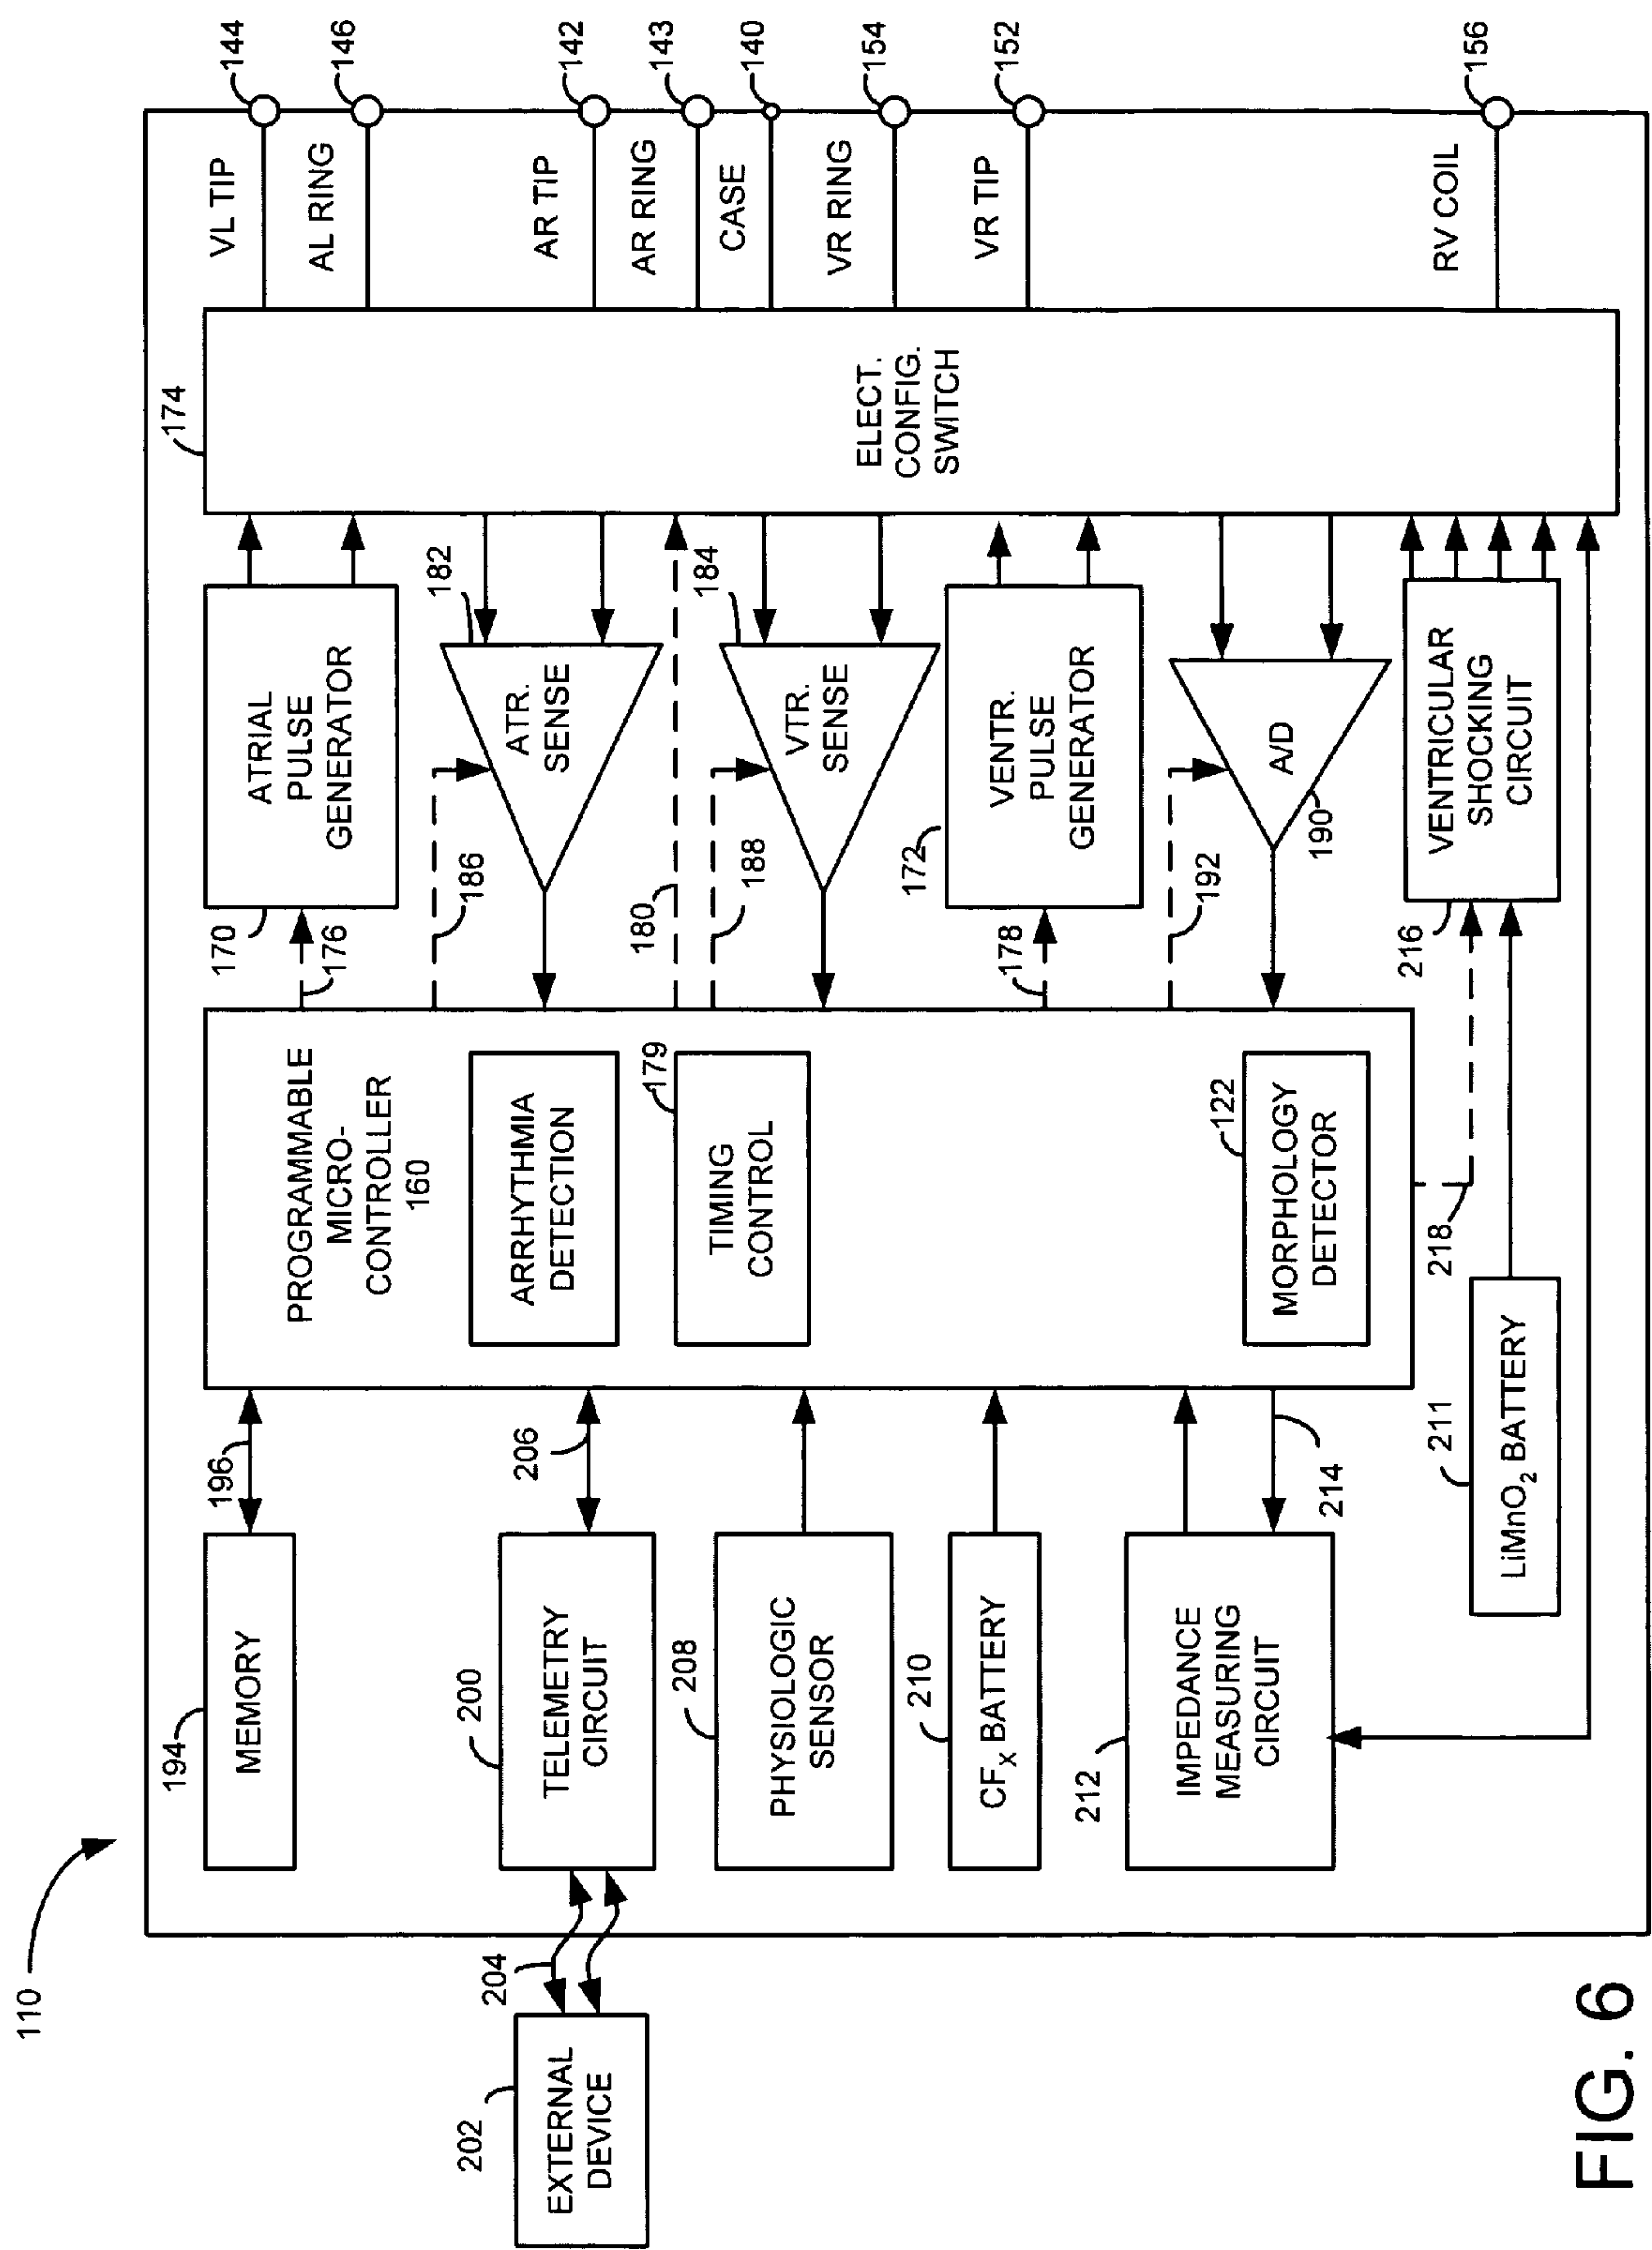 110
144
VL TIP
146
AL RING
142
AR TIP
143
AR RING
140
CASE
154
VR RING
152
VR TIP
156
RV COIL
174
ELECT.
CONFIG.
SWITCH
ATRIAL
PULSE
GENERATOR
170
176
182
ATR.
SENSE
186
180
184
VTR.
SENSE
188
172
VENTR.
PULSE
GENERATOR
178
A/D
190
192
VENTRICULAR
SHOCKING
CIRCUIT
216
218
PROGRAMMABLE
MICRO-
CONTROLLER
160
ARRHYTHMIA
DETECTION
179
TIMING
CONTROL
122
MORPHOLOGY
DETECTOR
196
194
MEMORY
206
200
TELEMETRY
CIRCUIT
208
PHYSIOLOGIC
SENSOR
210
CFX BATTERY
212
IMPEDANCE
MEASURING
CIRCUIT
214
211
LiMnO2 BATTERY
204
202
EXTERNAL
DEVICE
FIG. 6